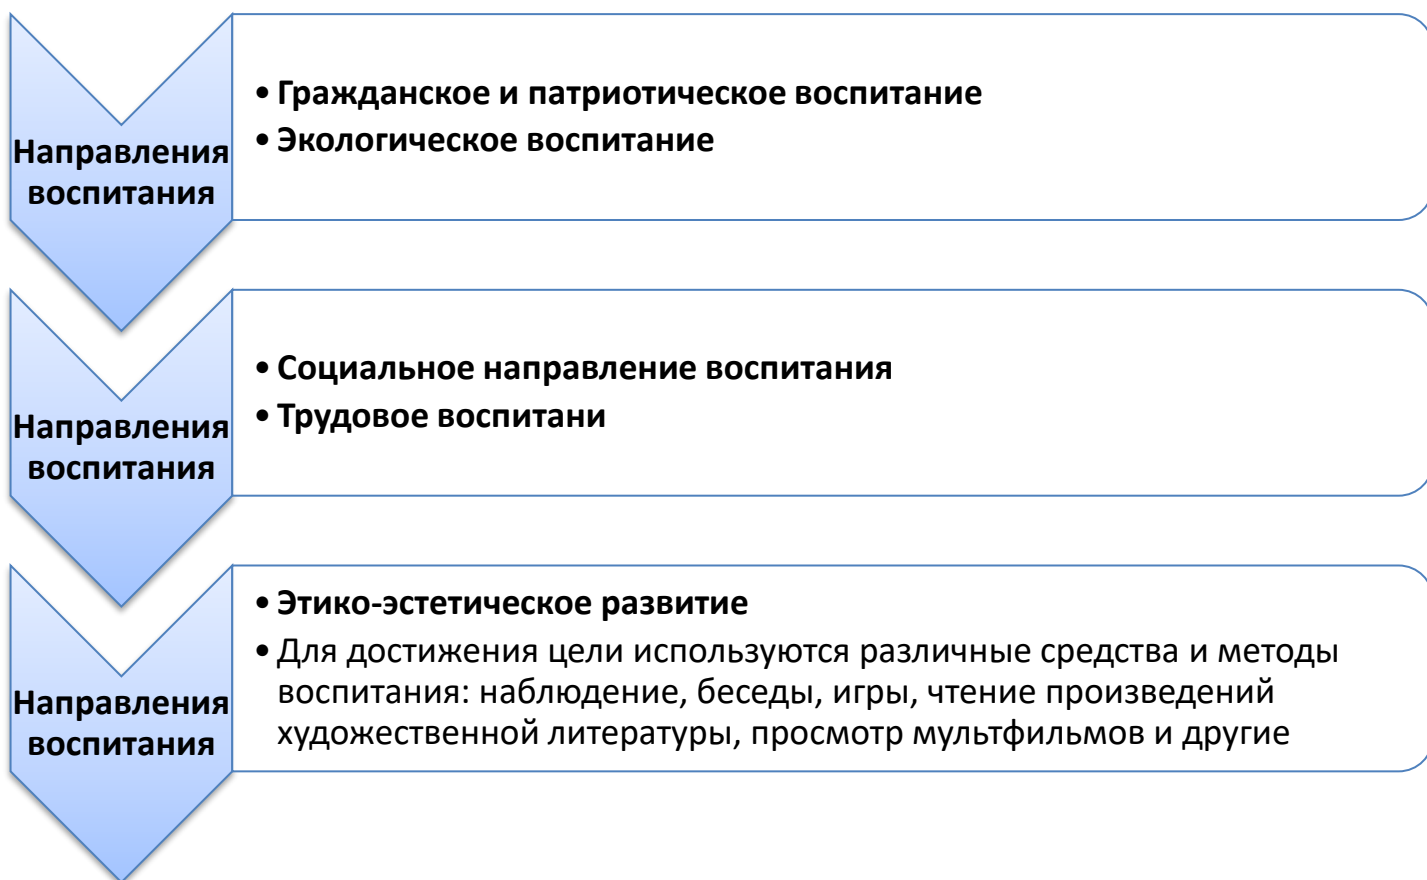 Направления
воспитания
• Гражданское и патриотическое воспитание
• Экологическое воспитание
Направления
воспитания
• Социальное направление воспитания
• Трудовое воспитани
Направления
воспитания
• Этико-эстетическое развитие
• Для достижения цели используются различные средства и методы
воспитания: наблюдение, беседы, игры, чтение произведений
художественной литературы, просмотр мультфильмов и другие